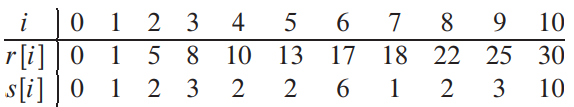 i 0 1 2 3 4 5 6 7 8 9 10
r[i] 0 1 5 8 10 13 17 18 22 25 30
s[i] 0 1 2 3 2 2 6 1 2 3 10